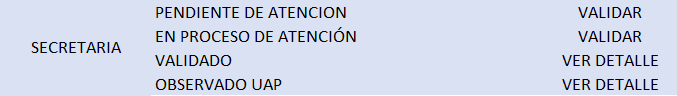 PENDIENTE DE ATENCION VALIDAR
EN PROCESO DE ATENCIÓN VALIDAR
SECRETARIA
VALIDADO VER DETALLE
OBSERVADO UAP VER DETALLE